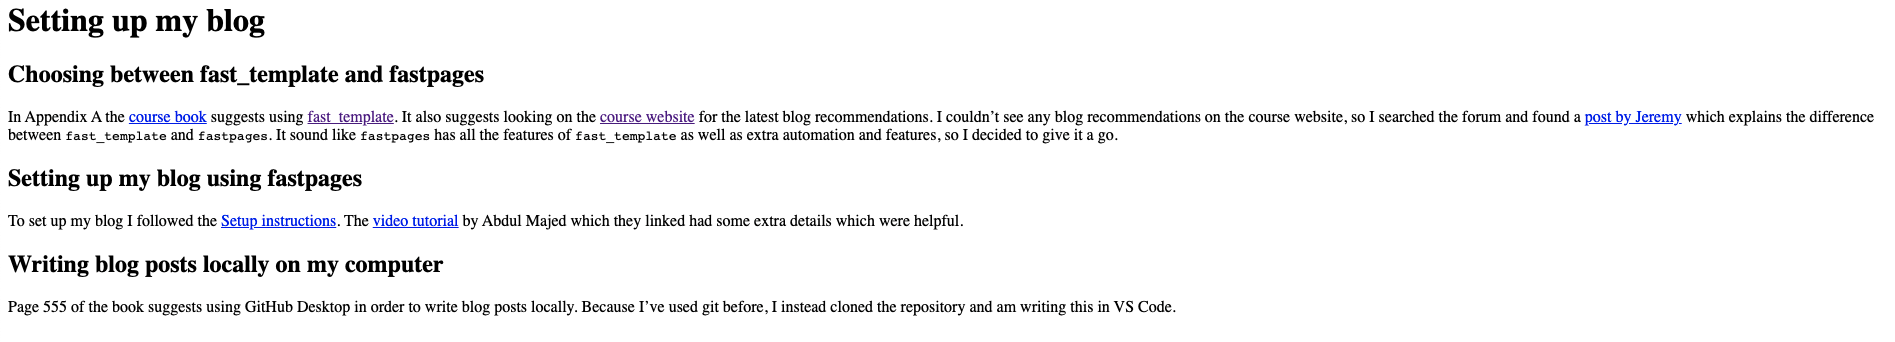 Setting up my blog
Choosing between fast_template and fastpages
In Appendix A the course book suggests using fast_template. It also suggests looking on the course website for the latest blog recommendations. I couldn’t see any blog recommendations on the course website, so I searched the forum and found a post by Jeremy which explains the difference
between fast_template and fastpages. It sound like fastpages has all the features of fast_template as well as extra automation and features, so I decided to give it a go.
Setting up my blog using fastpages
To set up my blog I followed the Setup instructions. The video tutorial by Abdul Majed which they linked had some extra details which were helpful.
Writing blog posts locally on my computer
Page 555 of the book suggests using GitHub Desktop in order to write blog posts locally. Because I’ve used git before, I instead cloned the repository and am writing this in VS Code.